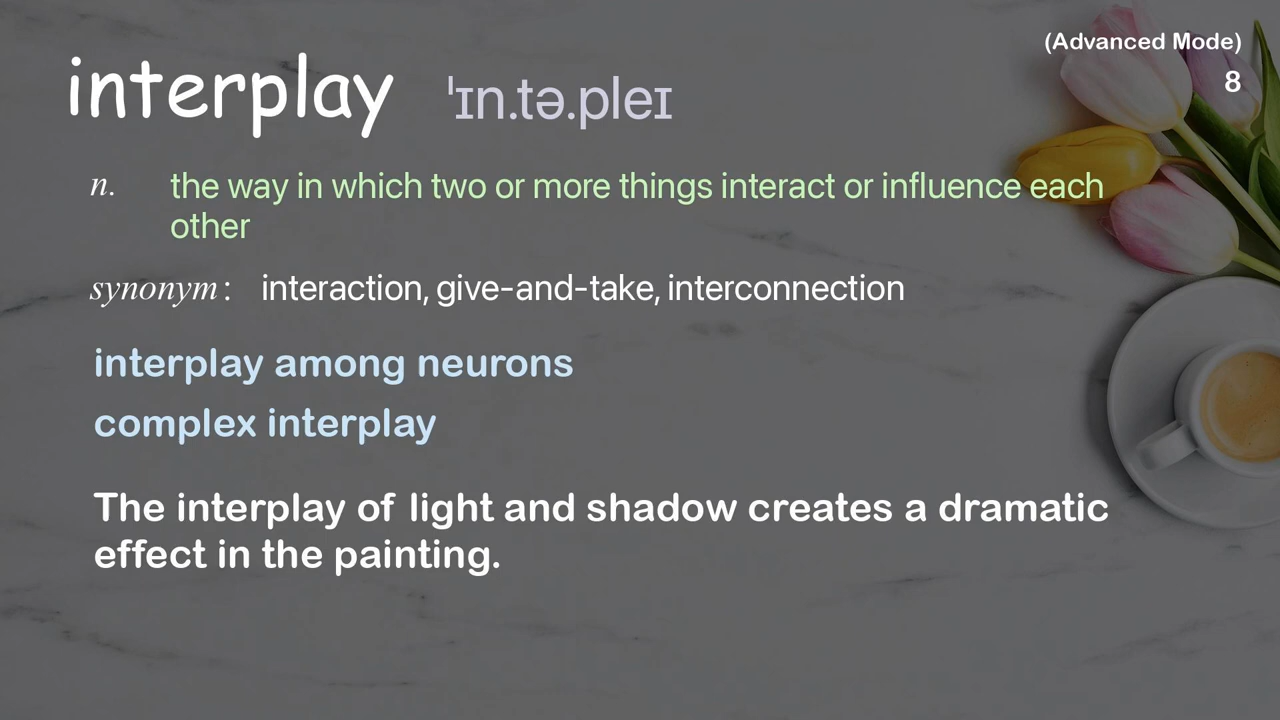 (Advanced Mode)
8
interplay ˈɪn.tə.pleɪ
n. the way in which two or more things interact or influence each
other
synonym: interaction, give-and-take, interconnection
interplay among neurons
complex interplay
The interplay of light and shadow creates a dramatic
effect in the painting.